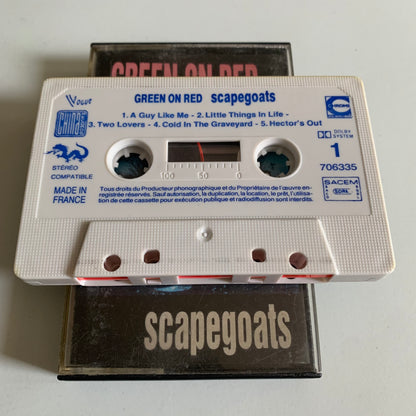 GREEN ON RED
Vogue
GREEN ON RED scapegoats
CHROME
CHINA
1. A Guy Like Me - 2. Little Things In Life -
3. Two Lovers - 4. Cold In The Graveyard - 5. Hector's Out
DOLBY
SYSTEM
STÉRÉO
COMPATIBLE
1
706335
100 50 0
MADE IN
FRANCE
Tous droits du Producteur phonographique et du Propriétaire de l'œuvre en-
registrée réservés. Sauf autorisation, la duplication, la location, le prêt, l'utilisa-
tion de cette cassette pour exécution publique et radiodiffusion sont interdits.
SACEM
SDRM
scapegoats